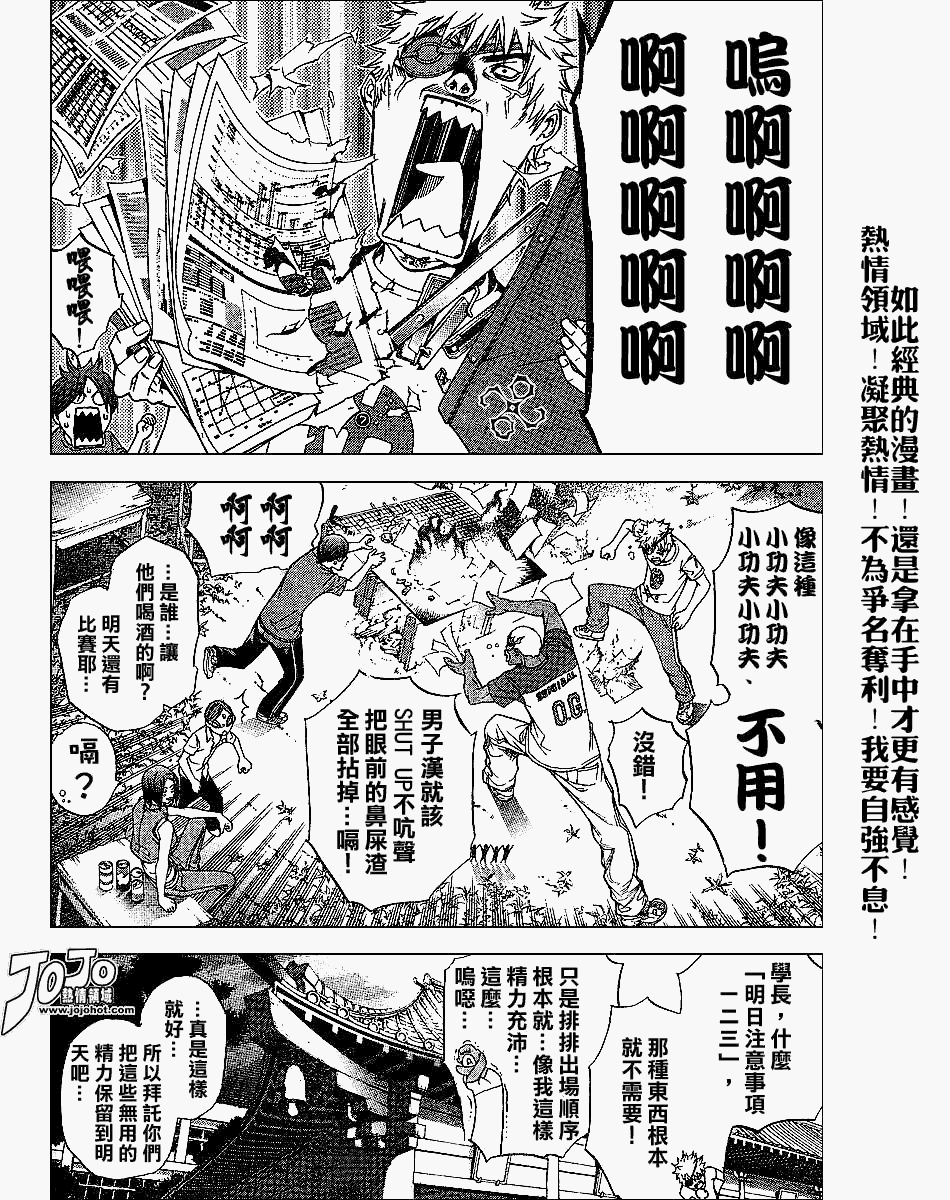 嗚啊啊啊啊
啊啊啊啊啊
喂喂喂！
如此經典的漫畫！還是拿在手中才更有感覺！
熱情領域！凝聚熱情！不為爭名奪利！我要自強不息！
像這種
小功夫小功夫
小功夫小功夫、
不用！
沒錯！
啊啊
啊啊
男子漢就該
SHUT UP不吭聲
把眼前的鼻屎渣
全部拈掉…嗝！
…是誰…讓
他們喝酒的啊？
明天還有
比賽耶…
嗝？
O.G
學長，什麼
「明日注意事項
一二三」，
那種東西根本
就不需要！
只是排排出場順序
根本就…像我這樣
精力充沛…
這麼…
嗚噁…
…真是這樣
就好…
所以拜託你們
把這些無用的
精力保留到明
天吧…
JOJO
熱情領域
www.jojohot.com